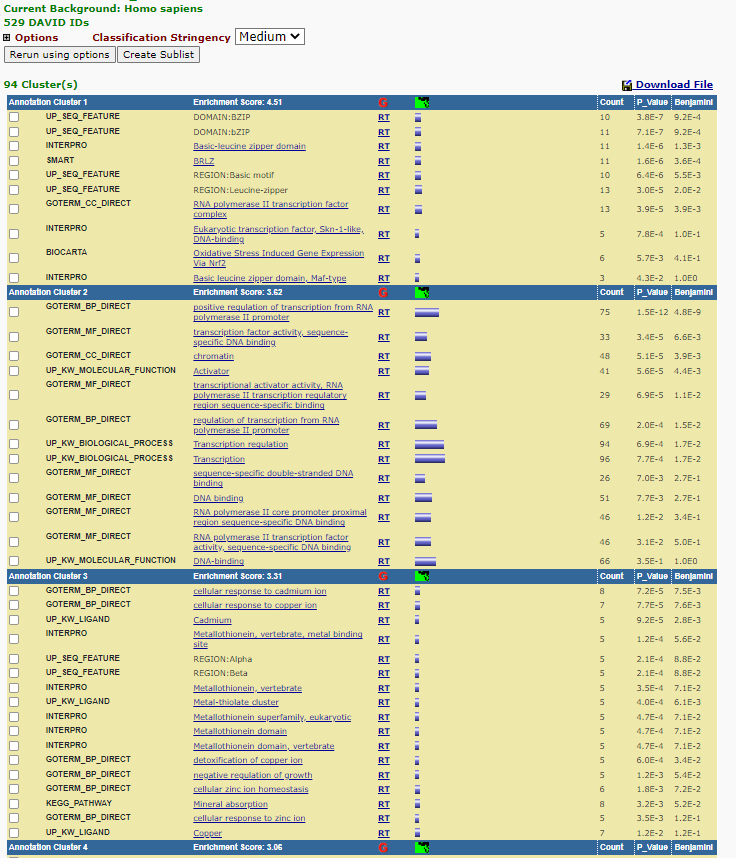 Current Background: Homo sapiens
529 DAVID IDs
Options Classification Stringency Medium
Rerun using options Create Sublist
94 Cluster(s) Download File
Annotation Cluster 1 Enrichment Score: 4.51 G Count P_Value Benjamini
UP_SEQ_FEATURE DOMAIN:BZIP RT 10 3.8E-7 9.2E-4
UP_SEQ_FEATURE DOMAIN:bZIP RT 11 7.1E-7 9.2E-4
INTERPRO Basic-leucine zipper domain RT 11 1.4E-6 1.3E-3
SMART BRLZ RT 11 1.6E-6 3.6E-4
UP_SEQ_FEATURE REGION:Basic motif RT 10 6.4E-6 5.5E-3
UP_SEQ_FEATURE REGION:Leucine-zipper RT 13 3.0E-5 2.0E-2
GOTERM_CC_DIRECT RNA polymerase II transcription factor
complex RT 13 3.9E-5 3.9E-3
INTERPRO Eukaryotic transcription factor, Skn-1-like,
DNA-binding RT 5 7.8E-4 1.0E-1
BIOCARTA Oxidative Stress Induced Gene Expression
Via Nrf2 RT 6 5.7E-3 4.1E-1
INTERPRO Basic leucine zipper domain, Maf-type RT 3 4.3E-2 1.0E0
Annotation Cluster 2 Enrichment Score: 3.62 G Count P_Value Benjamini
GOTERM_BP_DIRECT positive regulation of transcription from RNA
polymerase II promoter RT 75 1.5E-12 4.8E-9
GOTERM_MF_DIRECT transcription factor activity, sequence-
specific DNA binding RT 33 3.4E-5 6.6E-3
GOTERM_CC_DIRECT chromatin RT 48 5.1E-5 3.9E-3
UP_KW_MOLECULAR_FUNCTION Activator RT 41 5.6E-5 4.4E-3
GOTERM_MF_DIRECT transcriptional activator activity, RNA
polymerase II transcription regulatory
region sequence-specific binding RT 29 6.9E-5 1.1E-2
GOTERM_BP_DIRECT regulation of transcription from RNA
polymerase II promoter RT 69 2.0E-4 1.5E-2
UP_KW_BIOLOGICAL_PROCESS Transcription regulation RT 94 6.9E-4 1.7E-2
UP_KW_BIOLOGICAL_PROCESS Transcription RT 96 7.7E-4 1.7E-2
GOTERM_MF_DIRECT sequence-specific double-stranded DNA
binding RT 26 7.0E-3 2.7E-1
GOTERM_MF_DIRECT DNA binding RT 51 7.7E-3 2.7E-1
GOTERM_MF_DIRECT RNA polymerase II core promoter proximal
region sequence-specific DNA binding RT 46 1.2E-2 3.4E-1
GOTERM_MF_DIRECT RNA polymerase II transcription factor
activity, sequence-specific DNA binding RT 46 3.1E-2 5.0E-1
UP_KW_MOLECULAR_FUNCTION DNA-binding RT 66 3.5E-1 1.0E0
Annotation Cluster 3 Enrichment Score: 3.31 G Count P_Value Benjamini
GOTERM_BP_DIRECT cellular response to cadmium ion RT 8 7.2E-5 7.5E-3
GOTERM_BP_DIRECT cellular response to copper ion RT 7 7.7E-5 7.6E-3
UP_KW_LIGAND Cadmium RT 5 9.2E-5 2.8E-3
INTERPRO Metallothionein, vertebrate, metal binding
site RT 5 1.2E-4 5.6E-2
UP_SEQ_FEATURE REGION:Alpha RT 5 2.1E-4 8.8E-2
UP_SEQ_FEATURE REGION:Beta RT 5 2.1E-4 8.8E-2
INTERPRO Metallothionein, vertebrate RT 5 3.5E-4 7.1E-2
UP_KW_LIGAND Metal-thiolate cluster RT 5 4.0E-4 6.1E-3
INTERPRO Metallothionein superfamily, eukaryotic RT 5 4.7E-4 7.1E-2
INTERPRO Metallothionein domain RT 5 4.7E-4 7.1E-2
INTERPRO Metallothionein domain, vertebrate RT 5 4.7E-4 7.1E-2
GOTERM_BP_DIRECT detoxification of copper ion RT 5 6.0E-4 3.4E-2
GOTERM_BP_DIRECT negative regulation of growth RT 5 1.2E-3 5.4E-2
GOTERM_BP_DIRECT cellular zinc ion homeostasis RT 6 1.8E-3 7.2E-2
KEGG_PATHWAY Mineral absorption RT 8 3.2E-3 5.2E-2
GOTERM_BP_DIRECT cellular response to zinc ion RT 5 3.5E-3 1.2E-1
UP_KW_LIGAND Copper RT 7 1.2E-2 1.2E-1
Annotation Cluster 4 Enrichment Score: 3.06 G Count P_Value Benjamini